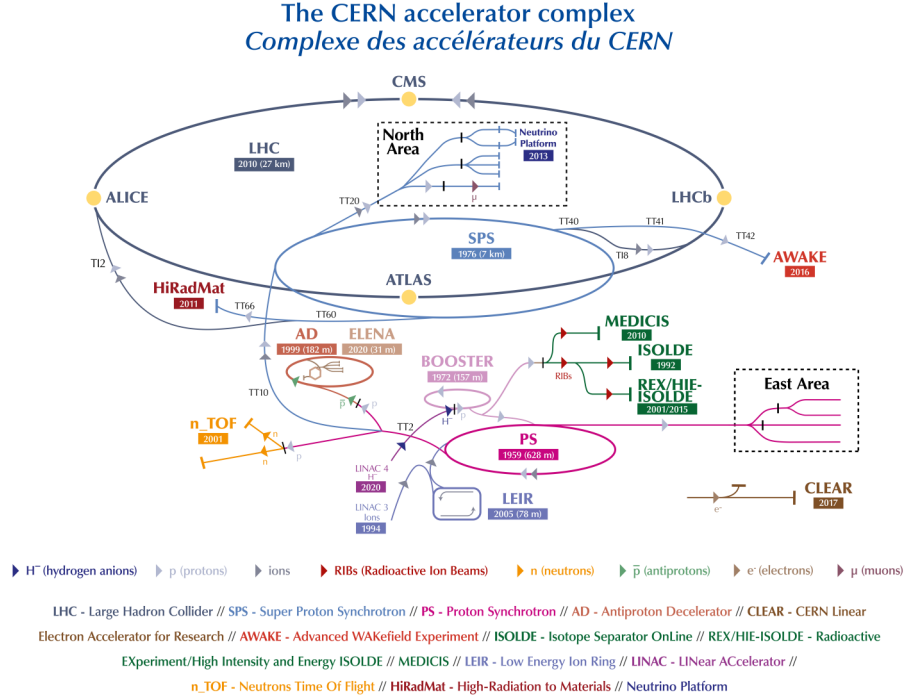 The CERN accelerator complex
Complexe des accélérateurs du CERN
CMS
North Area
Neutrino Platform
2013
LHC
2010 (27 km)
μ
TT20
ALICE
LHCb
TT40
TT41
TT42
SPS
1976 (7 km)
TI8
TI2
AWAKE
2016
ATLAS
HiRadMat
2011
TT66
TT60
AD
1999 (182 m)
ELENA
2020 (31 m)
MEDICIS
2010
BOOSTER
1972 (157 m)
ISOLDE
1992
RIBs
REX/HIE-
ISOLDE
2001/2015
East Area
TT10
p̅
p
H⁻
p
n_TOF
2001
n
n
p
TT2
PS
1959 (628 m)
LINAC 4
H⁻
2020
LEIR
2005 (78 m)
LINAC 3
Ions
1994
CLEAR
2017
e⁻
H⁻ (hydrogen anions)
p (protons)
ions
RIBs (Radioactive Ion Beams)
n (neutrons)
p̅ (antiprotons)
e⁻ (electrons)
μ (muons)
LHC - Large Hadron Collider // SPS - Super Proton Synchrotron // PS - Proton Synchrotron // AD - Antiproton Decelerator // CLEAR - CERN Linear
Electron Accelerator for Research // AWAKE - Advanced WAKefield Experiment // ISOLDE - Isotope Separator OnLine // REX/HIE-ISOLDE - Radioactive
EXperiment/High Intensity and Energy ISOLDE // MEDICIS // LEIR - Low Energy Ion Ring // LINAC - LINear ACcelerator //
n_TOF - Neutrons Time Of Flight // HiRadMat - High-Radiation to Materials // Neutrino Platform